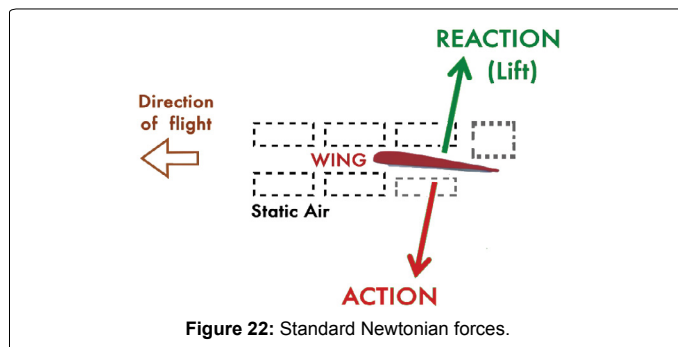 REACTION
(Lift)
Direction
of flight
WING
Static Air
ACTION
Figure 22: Standard Newtonian forces.